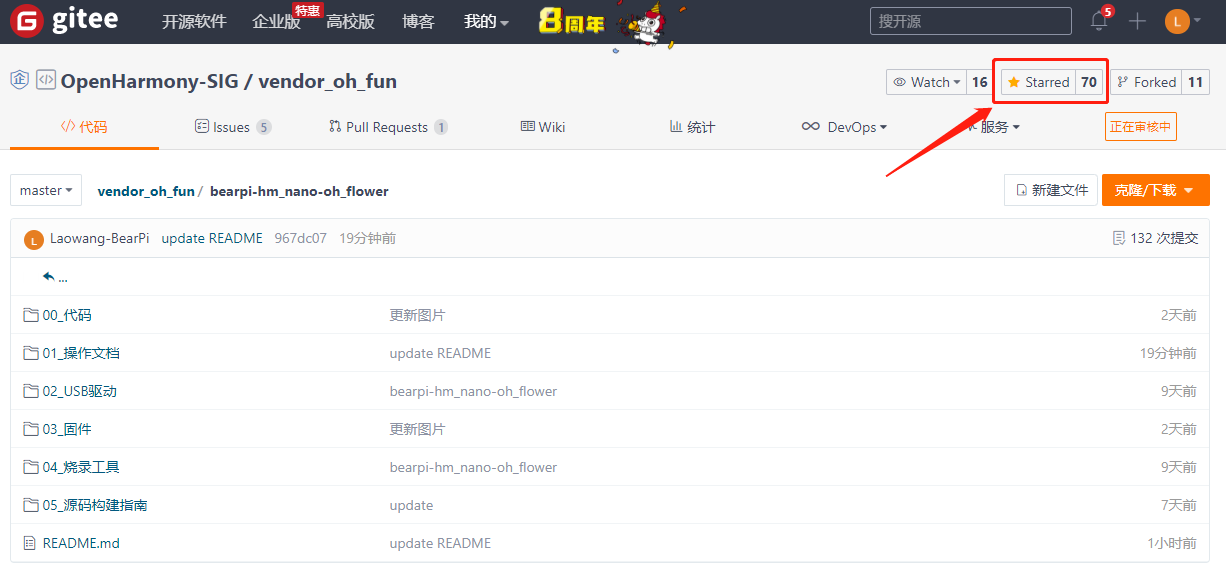 gitee 开源软件 企业版 特惠 高校版 博客 我的 8周年 搜开源 5 L
企 </> OpenHarmony-SIG / vendor_oh_fun Watch 16 Starred 70 Forked 11
</> 代码 Issues 5 Pull Requests 1 Wiki 统计 DevOps 服务 正在审核中
master vendor_oh_fun / bearpi-hm_nano-oh_flower 新建文件 克隆/下载
L Laowang-BearPi update README 967dc07 19分钟前 132 次提交
...
00_代码 更新图片 2天前
01_操作文档 update README 19分钟前
02_USB驱动 bearpi-hm_nano-oh_flower 9天前
03_固件 更新图片 2天前
04_烧录工具 bearpi-hm_nano-oh_flower 9天前
05_源码构建指南 update 7天前
README.md update README 1小时前